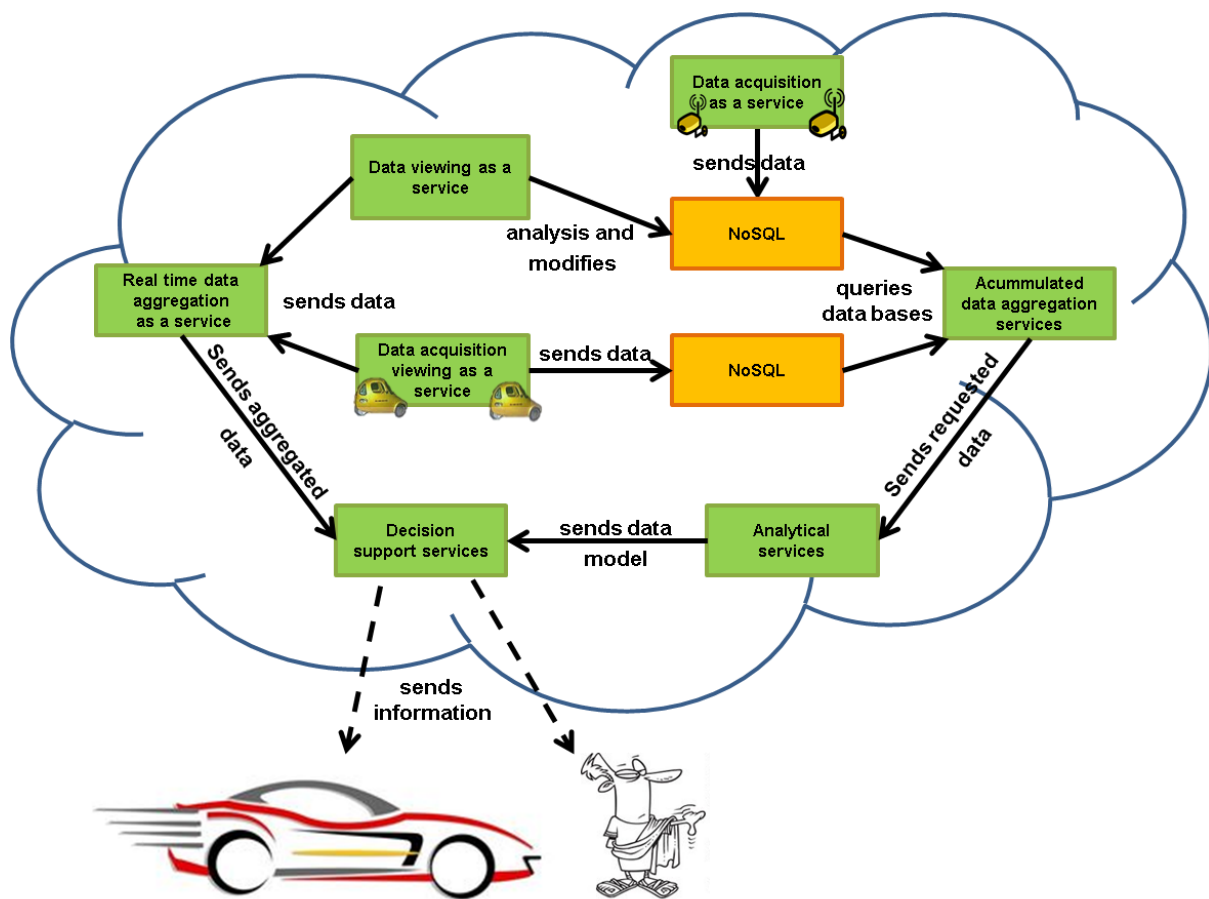 Data acquisition
as a service
sends data
Data viewing as a
service
analysis and
modifies
NoSQL
Real time data
aggregation
as a service
sends data
queries
data bases
Acummulated
data aggregation
services
Data acquisition
viewing as a
service
sends data
NoSQL
Sends aggregated
data
Sends requested
data
Decision
support services
sends data
model
Analytical
services
sends
information